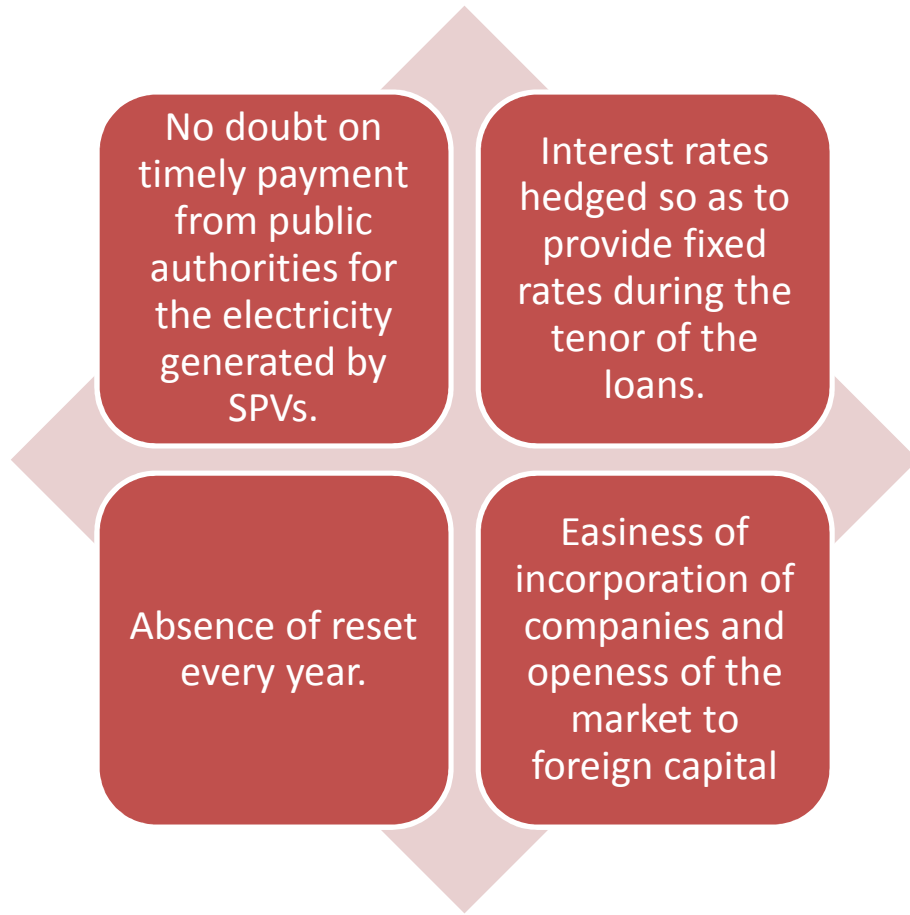 No doubt on
timely payment
from public
authorities for
the electricity
generated by
SPVs.
Interest rates
hedged so as to
provide fixed
rates during the
tenor of the
loans.
Absence of reset
every year.
Easiness of
incorporation of
companies and
openess of the
market to
foreign capital